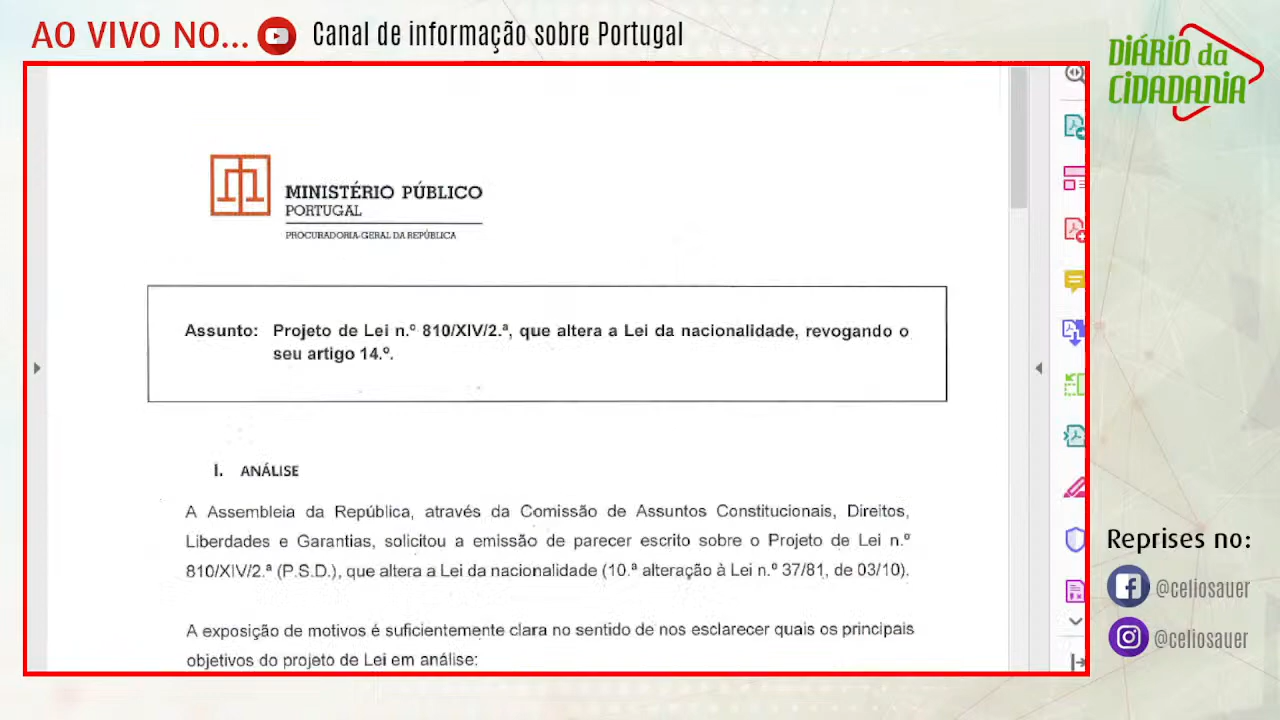 AO VIVO NO...
Canal de informação sobre Portugal
DIÁRIO da
CIDADANIA
MINISTÉRIO PÚBLICO
PORTUGAL
PROCURADORIA-GERAL DA REPÚBLICA
Assunto: Projeto de Lei n.º 810/XIV/2.ª, que altera a Lei da nacionalidade, revogando o
seu artigo 14.º.
I. ANÁLISE
A Assembleia da República, através da Comissão de Assuntos Constitucionais, Direitos,
Liberdades e Garantias, solicitou a emissão de parecer escrito sobre o Projeto de Lei n.º
810/XIV/2.ª (P.S.D.), que altera a Lei da nacionalidade (10.ª alteração à Lei n.º 37/81, de 03/10).
A exposição de motivos é suficientemente clara no sentido de nos esclarecer quais os principais
objetivos do projeto de Lei em análise:
Reprises no:
@celiosauer
@celiosauer